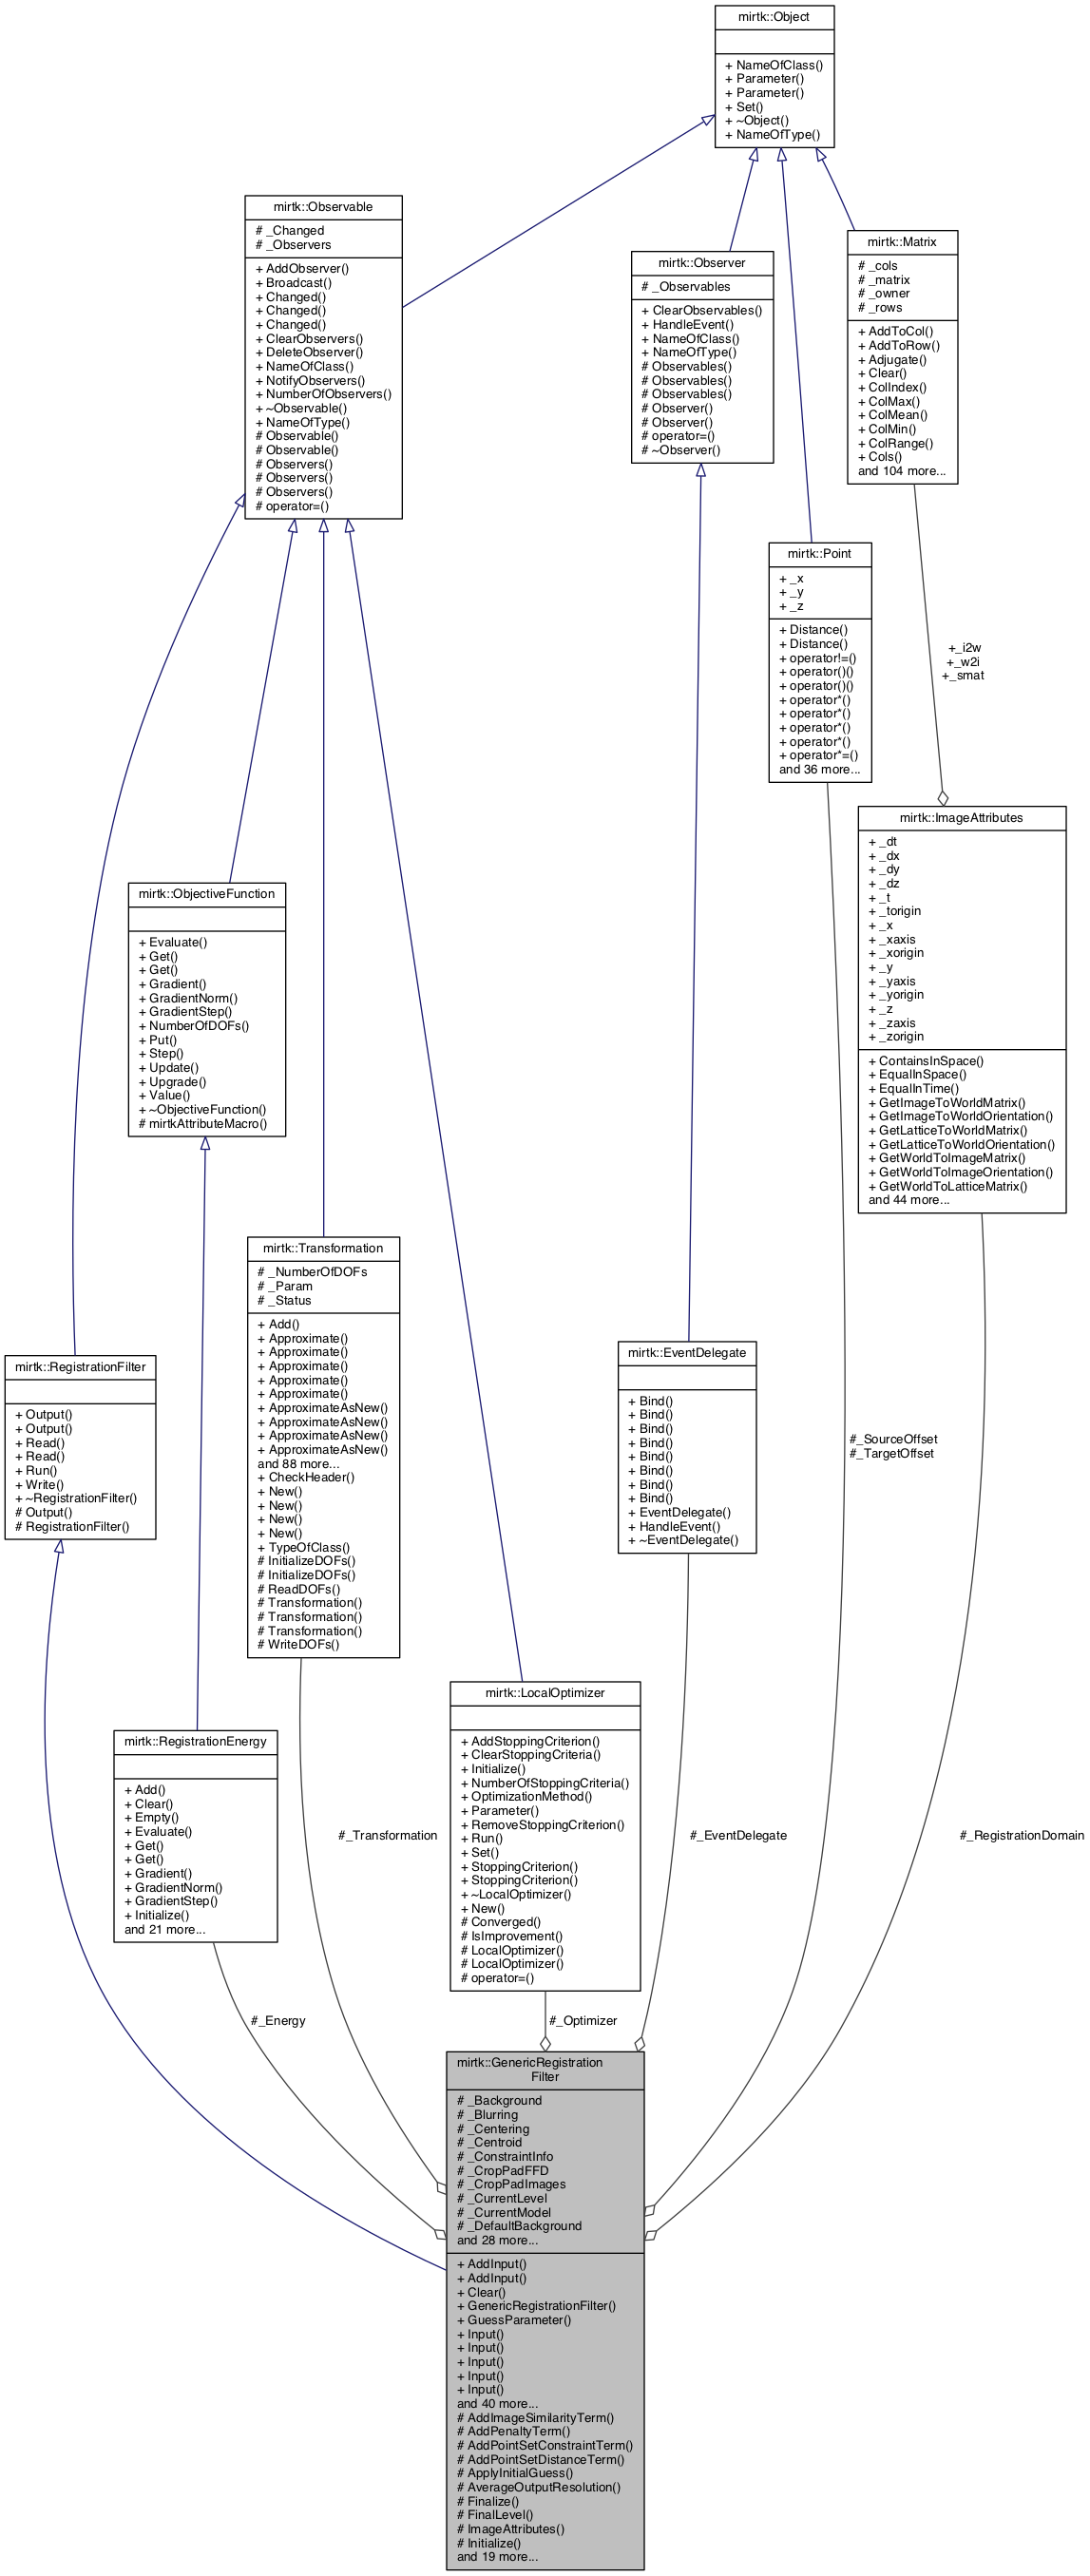 mirtk::Object
+ NameOfClass()
+ Parameter()
+ Parameter()
+ Set()
+ ~Object()
+ NameOfType()
mirtk::Observable
# _Changed
# _Observers
+ AddObserver()
+ Broadcast()
+ Changed()
+ Changed()
+ Changed()
+ ClearObservers()
+ DeleteObserver()
+ NameOfClass()
+ NotifyObservers()
+ NumberOfObservers()
+ ~Observable()
+ NameOfType()
# Observable()
# Observable()
# Observers()
# Observers()
# Observers()
# operator=()
mirtk::Observer
# _Observables
+ ClearObservables()
+ HandleEvent()
+ NameOfClass()
+ NameOfType()
# Observables()
# Observables()
# Observables()
# Observer()
# Observer()
# operator=()
# ~Observer()
mirtk::Matrix
# _cols
# _matrix
# _owner
# _rows
+ AddToCol()
+ AddToRow()
+ Adjugate()
+ Clear()
+ ColIndex()
+ ColMax()
+ ColMean()
+ ColMin()
+ ColRange()
+ Cols()
and 104 more...
mirtk::Point
+ _x
+ _y
+ _z
+ Distance()
+ Distance()
+ operator!=()
+ operator()()
+ operator()()
+ operator*()
+ operator*()
+ operator*()
+ operator*()
+ operator*=()
and 36 more...
+_i2w
+_w2i
+_smat
mirtk::ImageAttributes
+ _dt
+ _dx
+ _dy
+ _dz
+ _t
+ _torigin
+ _x
+ _xaxis
+ _xorigin
+ _y
+ _yaxis
+ _yorigin
+ _z
+ _zaxis
+ _zorigin
+ ContainsInSpace()
+ EqualInSpace()
+ EqualInTime()
+ GetImageToWorldMatrix()
+ GetImageToWorldOrientation()
+ GetLatticeToWorldMatrix()
+ GetLatticeToWorldOrientation()
+ GetWorldToImageMatrix()
+ GetWorldToImageOrientation()
+ GetWorldToLatticeMatrix()
and 44 more...
mirtk::ObjectiveFunction
+ Evaluate()
+ Get()
+ Get()
+ Gradient()
+ GradientNorm()
+ GradientStep()
+ NumberOfDOFs()
+ Put()
+ Step()
+ Update()
+ Upgrade()
+ Value()
+ ~ObjectiveFunction()
# mirtkAttributeMacro()
mirtk::Transformation
# _NumberOfDOFs
# _Param
# _Status
+ Add()
+ Approximate()
+ Approximate()
+ Approximate()
+ Approximate()
+ Approximate()
+ ApproximateAsNew()
+ ApproximateAsNew()
+ ApproximateAsNew()
+ ApproximateAsNew()
and 88 more...
+ CheckHeader()
+ New()
+ New()
+ New()
+ New()
+ TypeOfClass()
# InitializeDOFs()
# InitializeDOFs()
# ReadDOFs()
# Transformation()
# Transformation()
# Transformation()
# WriteDOFs()
mirtk::RegistrationFilter
+ Output()
+ Output()
+ Read()
+ Read()
+ Run()
+ Write()
+ ~RegistrationFilter()
# Output()
# RegistrationFilter()
mirtk::EventDelegate
+ Bind()
+ Bind()
+ Bind()
+ Bind()
+ Bind()
+ Bind()
+ Bind()
+ Bind()
+ EventDelegate()
+ HandleEvent()
+ ~EventDelegate()
#_SourceOffset
#_TargetOffset
mirtk::LocalOptimizer
+ AddStoppingCriterion()
+ ClearStoppingCriteria()
+ Initialize()
+ NumberOfStoppingCriteria()
+ OptimizationMethod()
+ Parameter()
+ RemoveStoppingCriterion()
+ Run()
+ Set()
+ StoppingCriterion()
+ StoppingCriterion()
+ ~LocalOptimizer()
+ New()
# Converged()
# IsImprovement()
# LocalOptimizer()
# LocalOptimizer()
# operator=()
mirtk::RegistrationEnergy
+ Add()
+ Clear()
+ Empty()
+ Evaluate()
+ Get()
+ Get()
+ Gradient()
+ GradientNorm()
+ GradientStep()
+ Initialize()
and 21 more...
#_Transformation
#_EventDelegate
#_RegistrationDomain
#_Energy
#_Optimizer
mirtk::GenericRegistration
Filter
# _Background
# _Blurring
# _Centering
# _Centroid
# _ConstraintInfo
# _CropPadFFD
# _CropPadImages
# _CurrentLevel
# _CurrentModel
# _DefaultBackground
and 28 more...
+ AddInput()
+ AddInput()
+ Clear()
+ GenericRegistrationFilter()
+ GuessParameter()
+ Input()
+ Input()
+ Input()
+ Input()
+ Input()
and 40 more...
# AddImageSimilarityTerm()
# AddPenaltyTerm()
# AddPointSetConstraintTerm()
# AddPointSetDistanceTerm()
# ApplyInitialGuess()
# AverageOutputResolution()
# Finalize()
# FinalLevel()
# ImageAttributes()
# Initialize()
and 19 more...